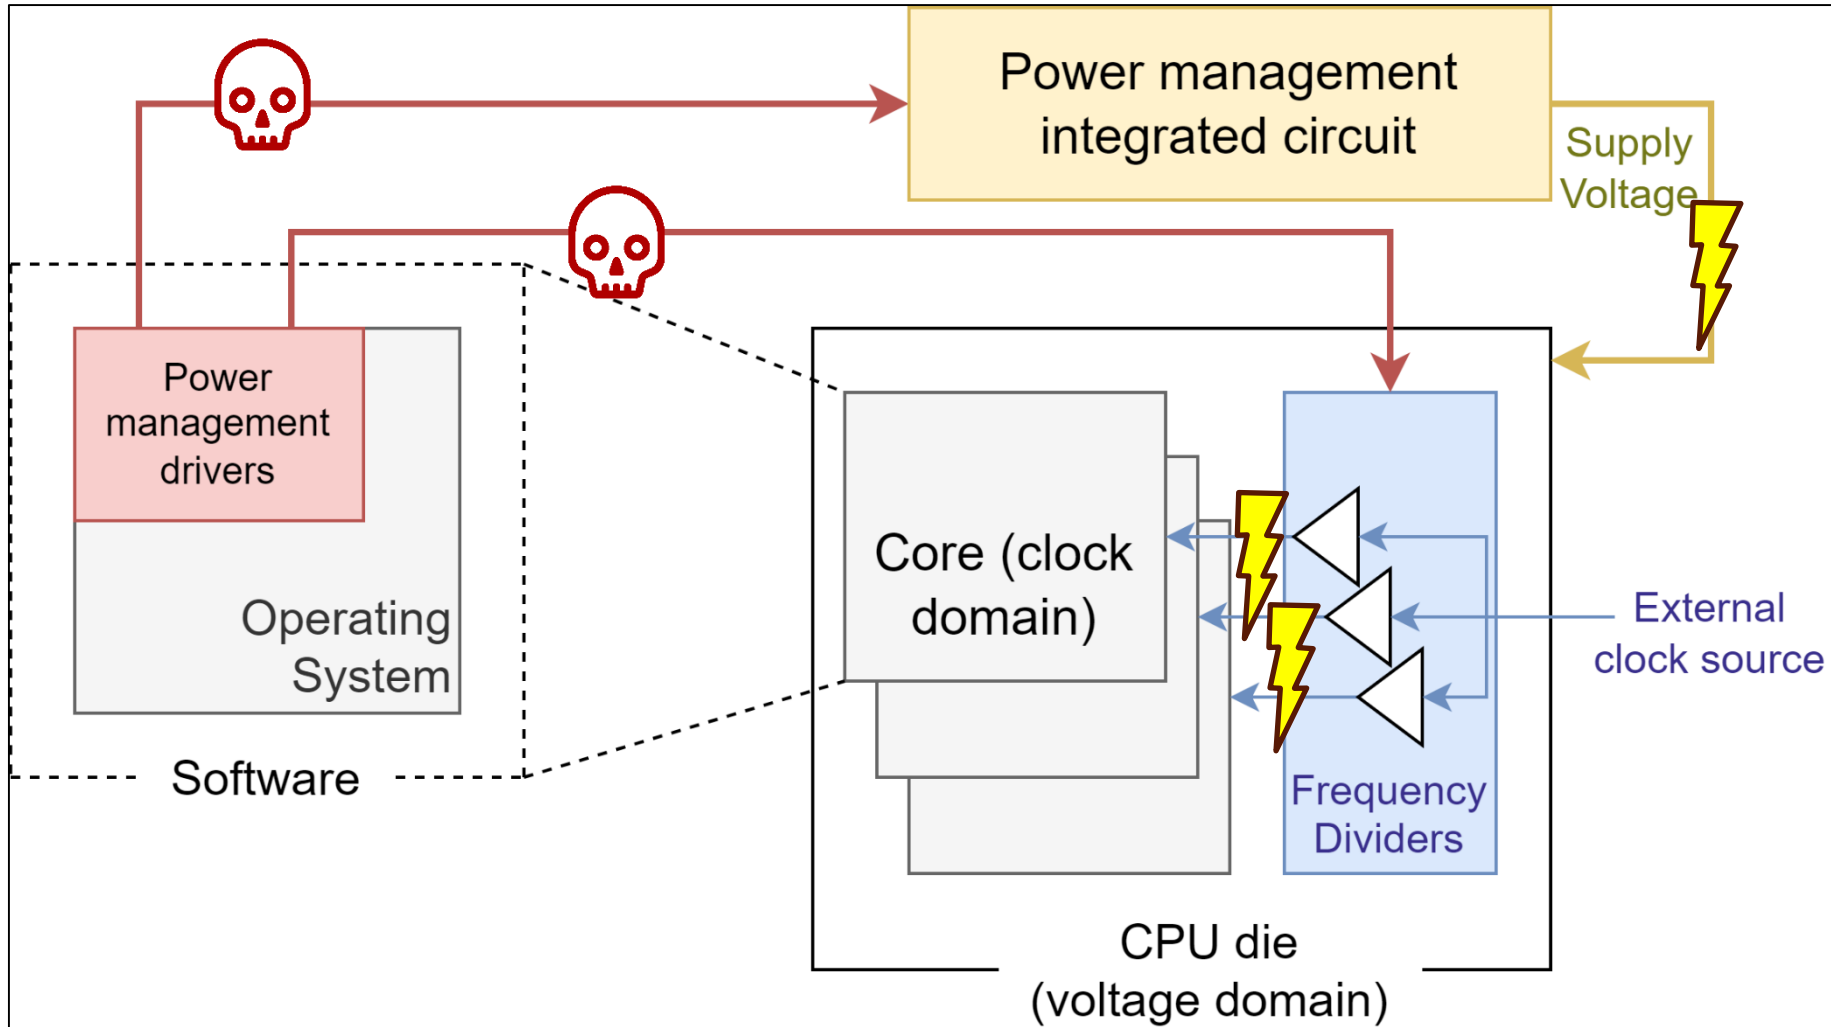 Power management
integrated circuit
Supply
Voltage
Power
management
drivers
Operating
System
Software
Core (clock
domain)
External
clock source
Frequency
Dividers
CPU die
(voltage domain)